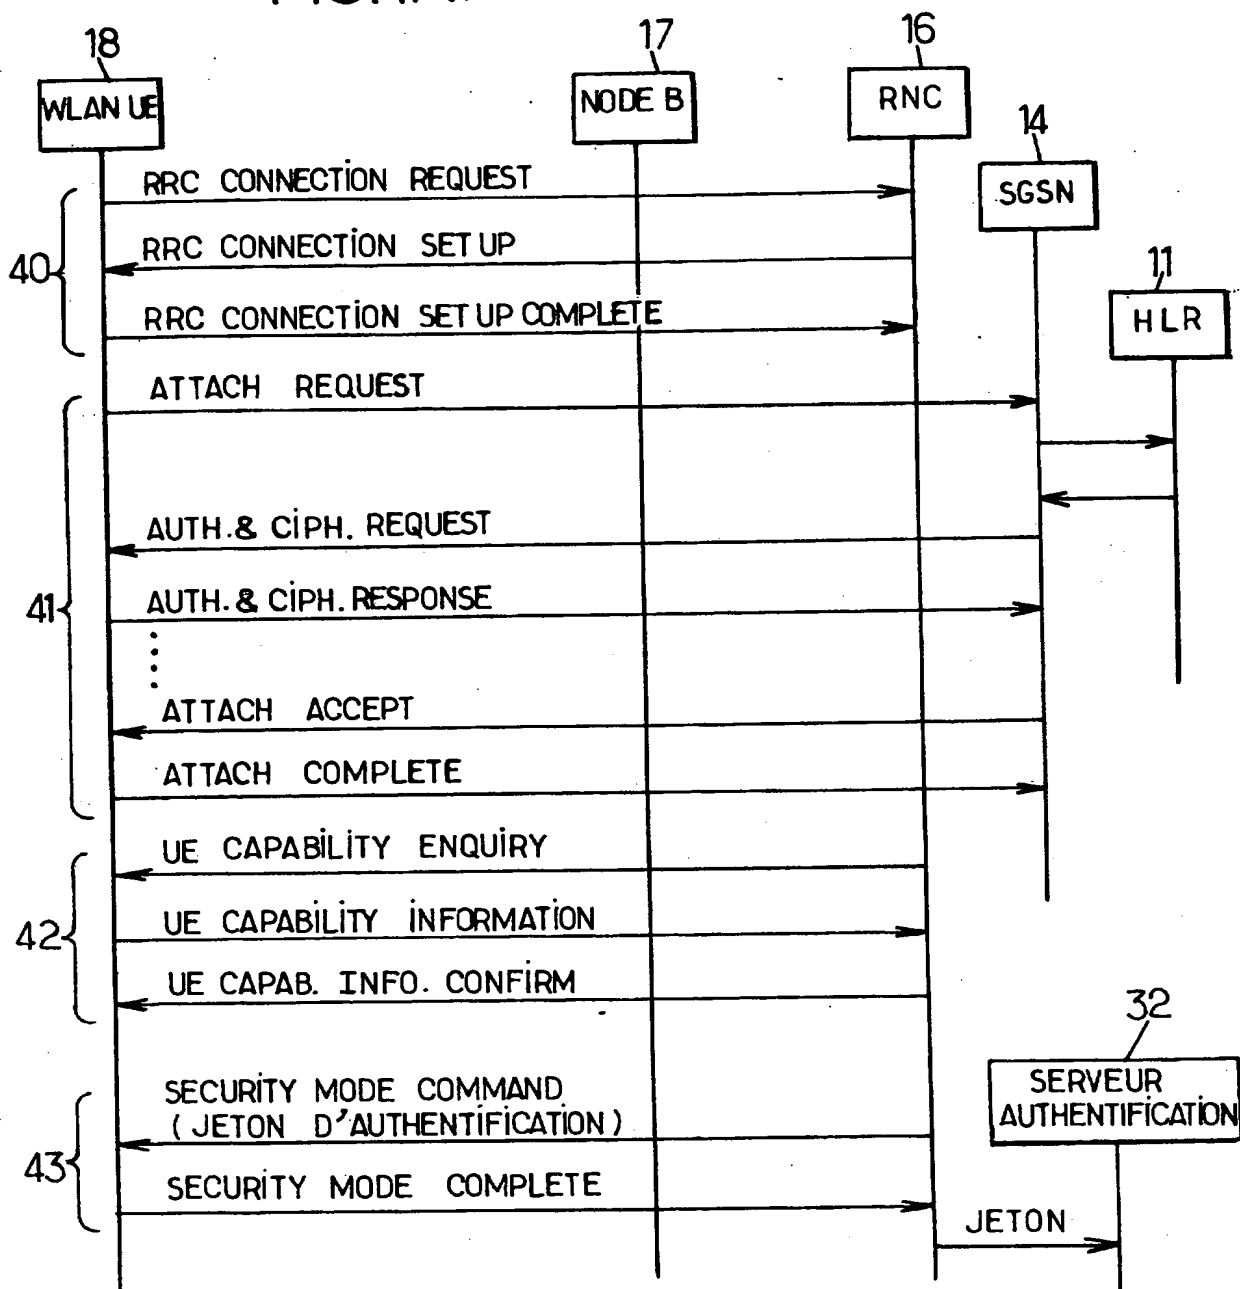 18
17
16
WLAN UE
NODE B
RNC
14
SGSN
RRC CONNECTION REQUEST
RRC CONNECTION SET UP
40
11
HLR
RRC CONNECTION SET UP COMPLETE
ATTACH REQUEST
AUTH. & CIPH. REQUEST
41
AUTH. & CIPH. RESPONSE
ATTACH ACCEPT
ATTACH COMPLETE
UE CAPABILITY ENQUIRY
42
UE CAPABILITY INFORMATION
UE CAPAB. INFO. CONFIRM
32
SERVEUR
AUTHENTIFICATION
SECURITY MODE COMMAND
(JETON D'AUTHENTIFICATION)
43
SECURITY MODE COMPLETE
JETON